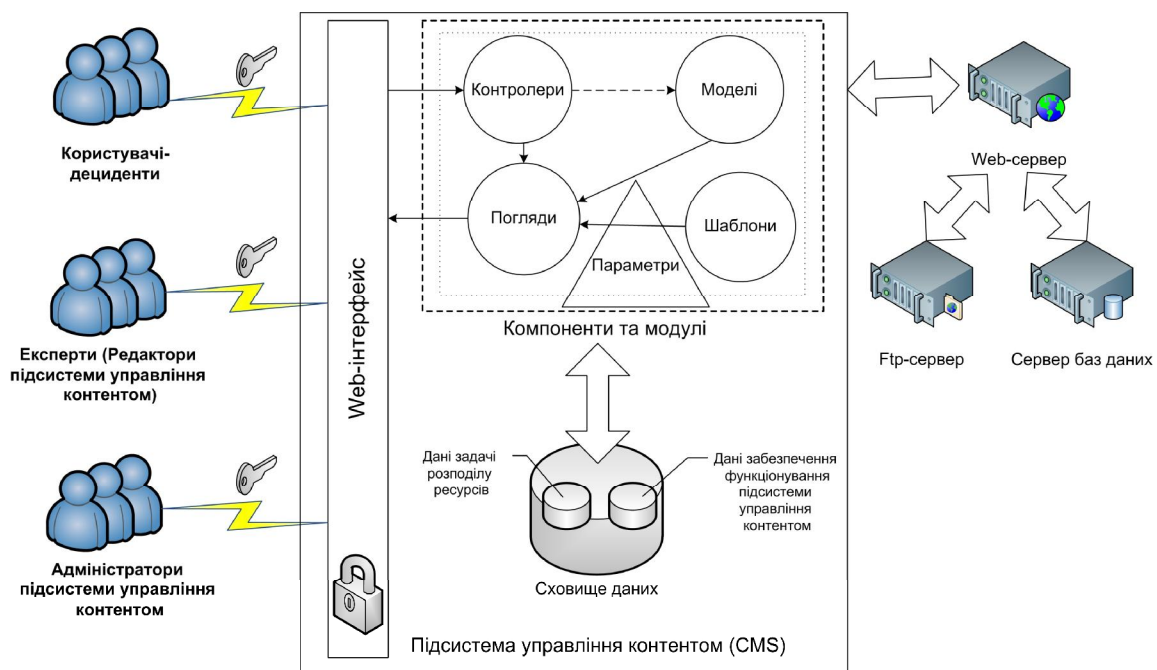 Користувачі-
дециденти
Експерти (Редактори
підсистеми управління
контентом)
Адміністратори
підсистеми управління
контентом
Web-інтерфейс
Контролери
Моделі
Погляди
Шаблони
Параметри
Компоненти та модулі
Дані задачі
розподілу
ресурсів
Дані забезпечення
функціонування
підсистеми
управління
контентом
Сховище даних
Підсистема управління контентом (CMS)
Web-сервер
Ftp-сервер
Сервер баз даних